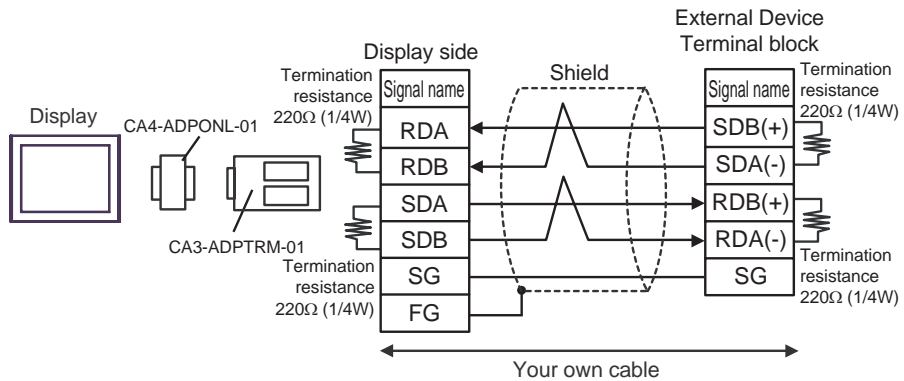 External Device
Terminal block
Display side
Termination
resistance
220Ω (1/4W)
Signal name
Shield
Signal name
Termination
resistance
220Ω (1/4W)
Display
CA4-ADPONL-01
CA3-ADPTRM-01
RDA
RDB
SDA
SDB
SG
FG
SDB(+)
SDA(-)
RDB(+)
RDA(-)
SG
Termination
resistance
220Ω (1/4W)
Termination
resistance
220Ω (1/4W)
Your own cable